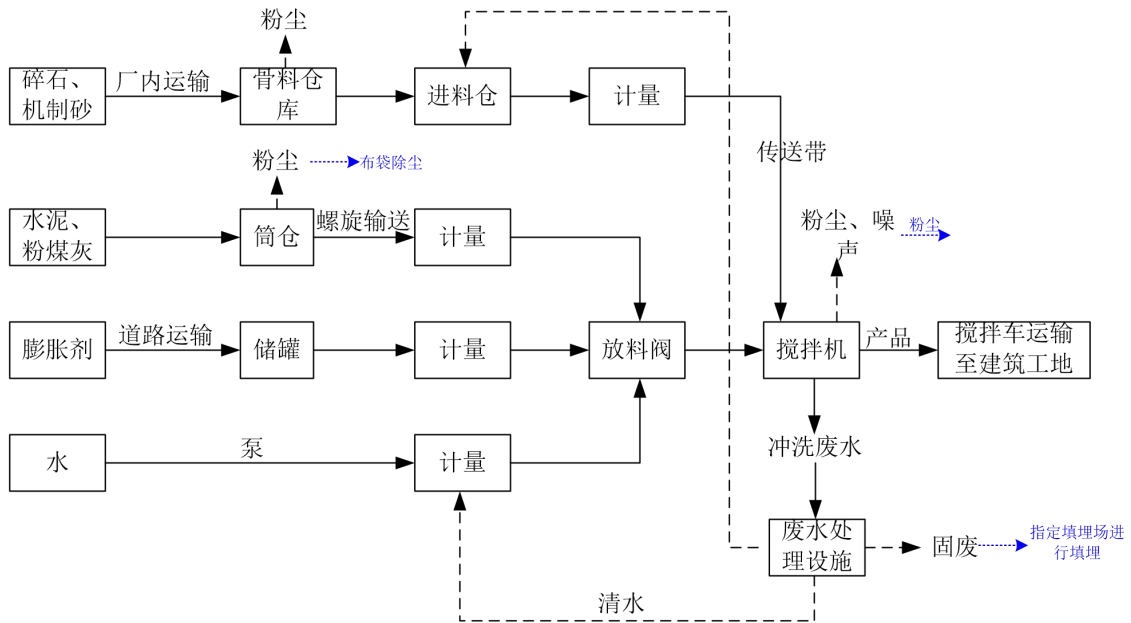 粉尘
碎石、
机制砂
厂内运输
骨料仓
库
进料仓
计量
传送带
粉尘
布袋除尘
水泥、
粉煤灰
筒仓
螺旋输送
计量
粉尘、噪
声
粉尘
膨胀剂
道路运输
储罐
计量
放料阀
搅拌机
产品
搅拌车运输
至建筑工地
水
泵
计量
冲洗废水
废水处
理设施
固废
指定填埋场进
行填埋
清水